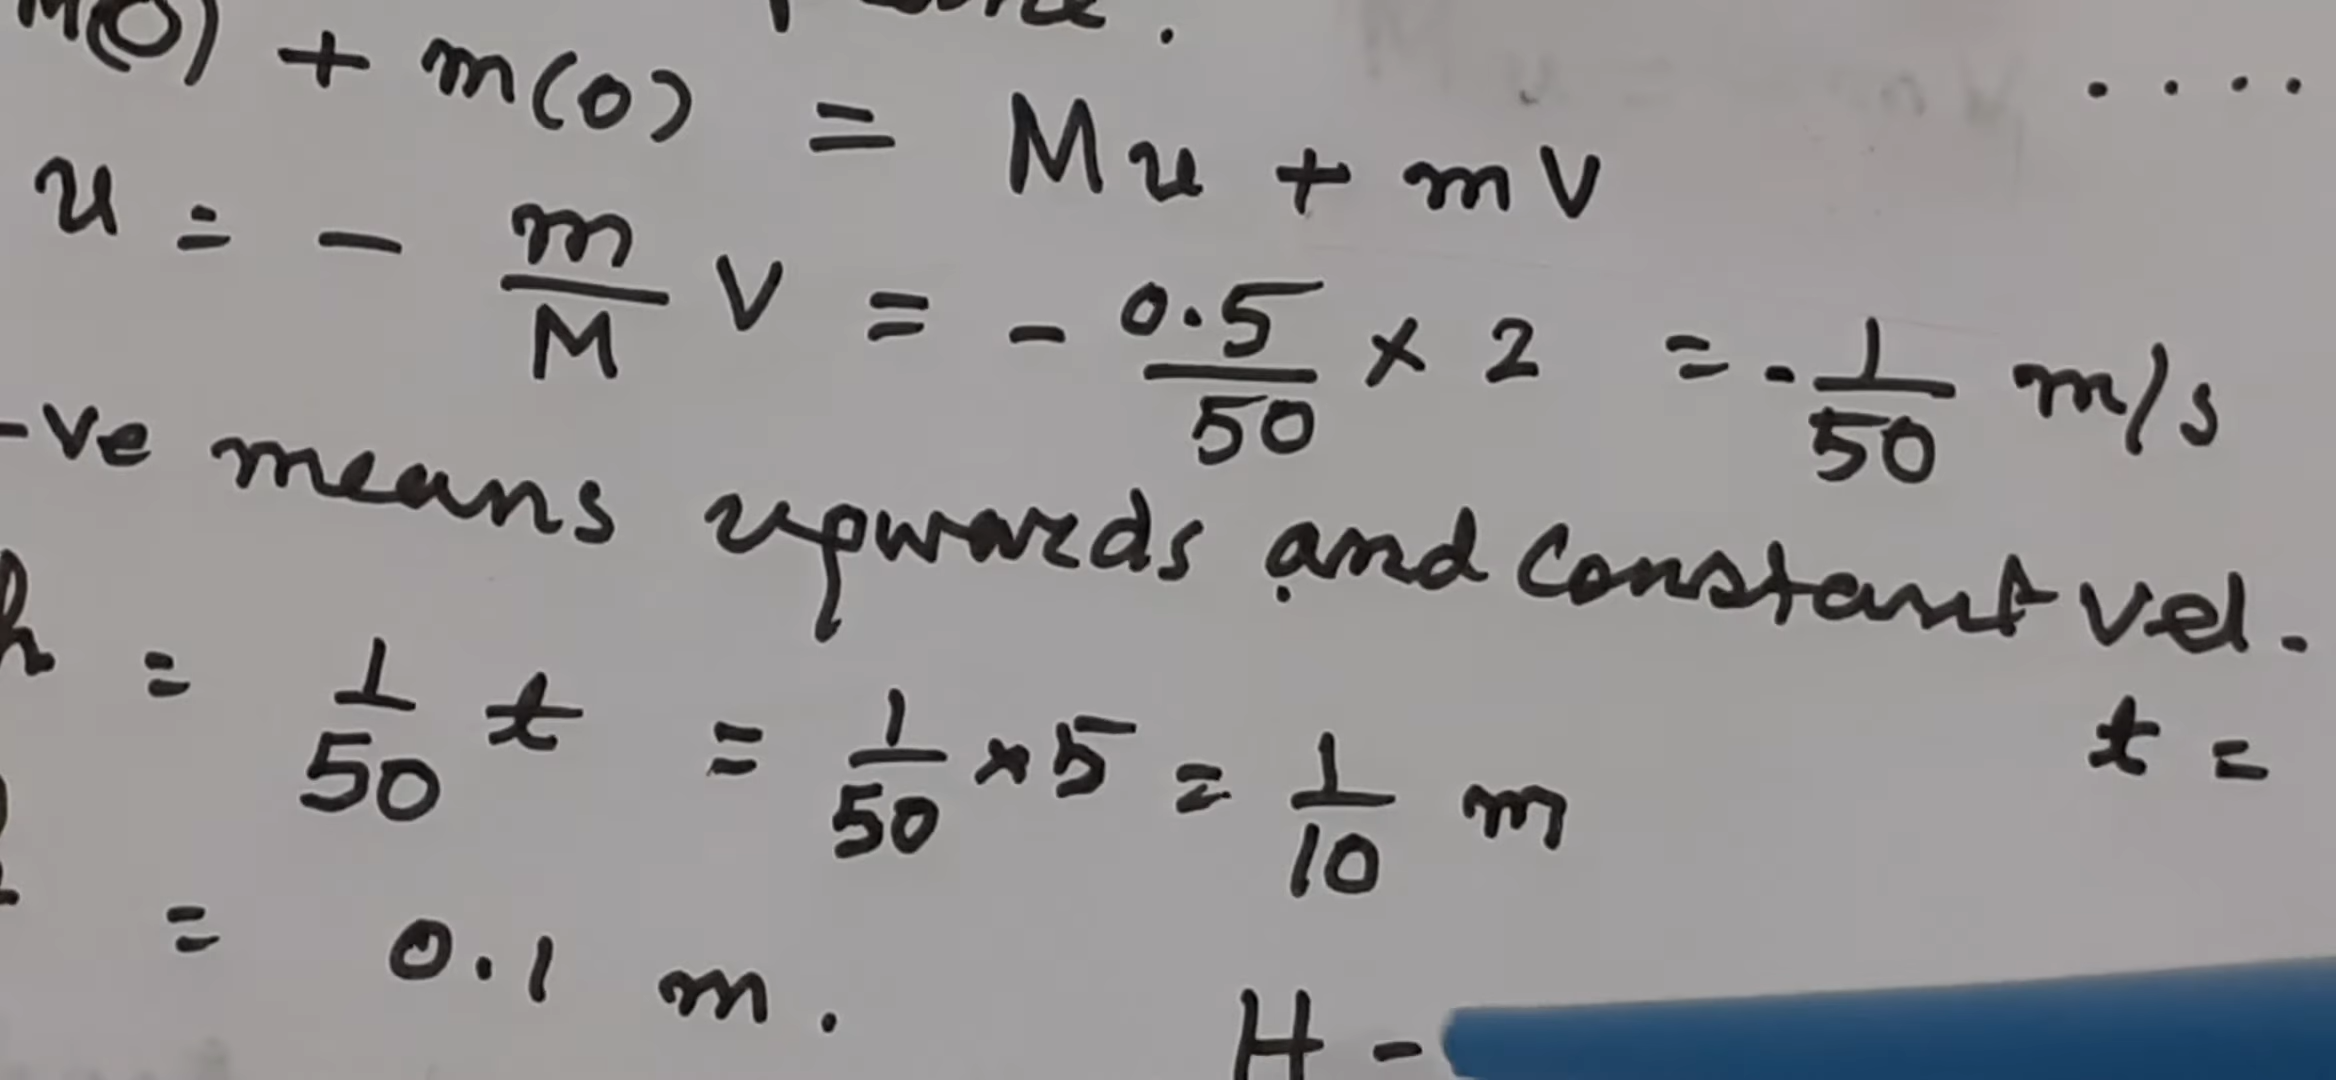 M(0) + m(0) = Mu + mV
....
u = - m/M V = - 0.5/50 × 2 = - 1/50 m/s
-ve means upwards and constant vel.
h = 1/50 t = 1/50 × 5 = 1/10 m
t =
= 0.1 m.
H -